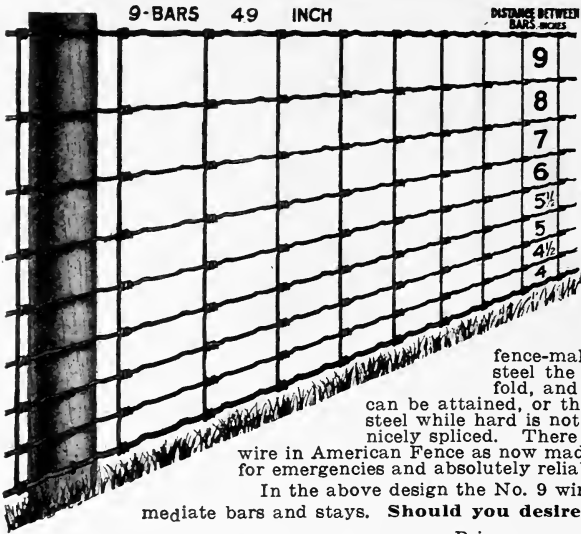 9-BARS 49 INCH
DISTANCE BETWEEN
BARS INCHES
9
8
7
6
5½
5
4½
4
fence-mal
steel the
fold, and
can be attained, or th
steel while hard is not
nicely spliced. There
wire in American Fence as now mad
for emergencies and absolutely relia
In the above design the No. 9 wir
mediate bars and stays. Should you desire